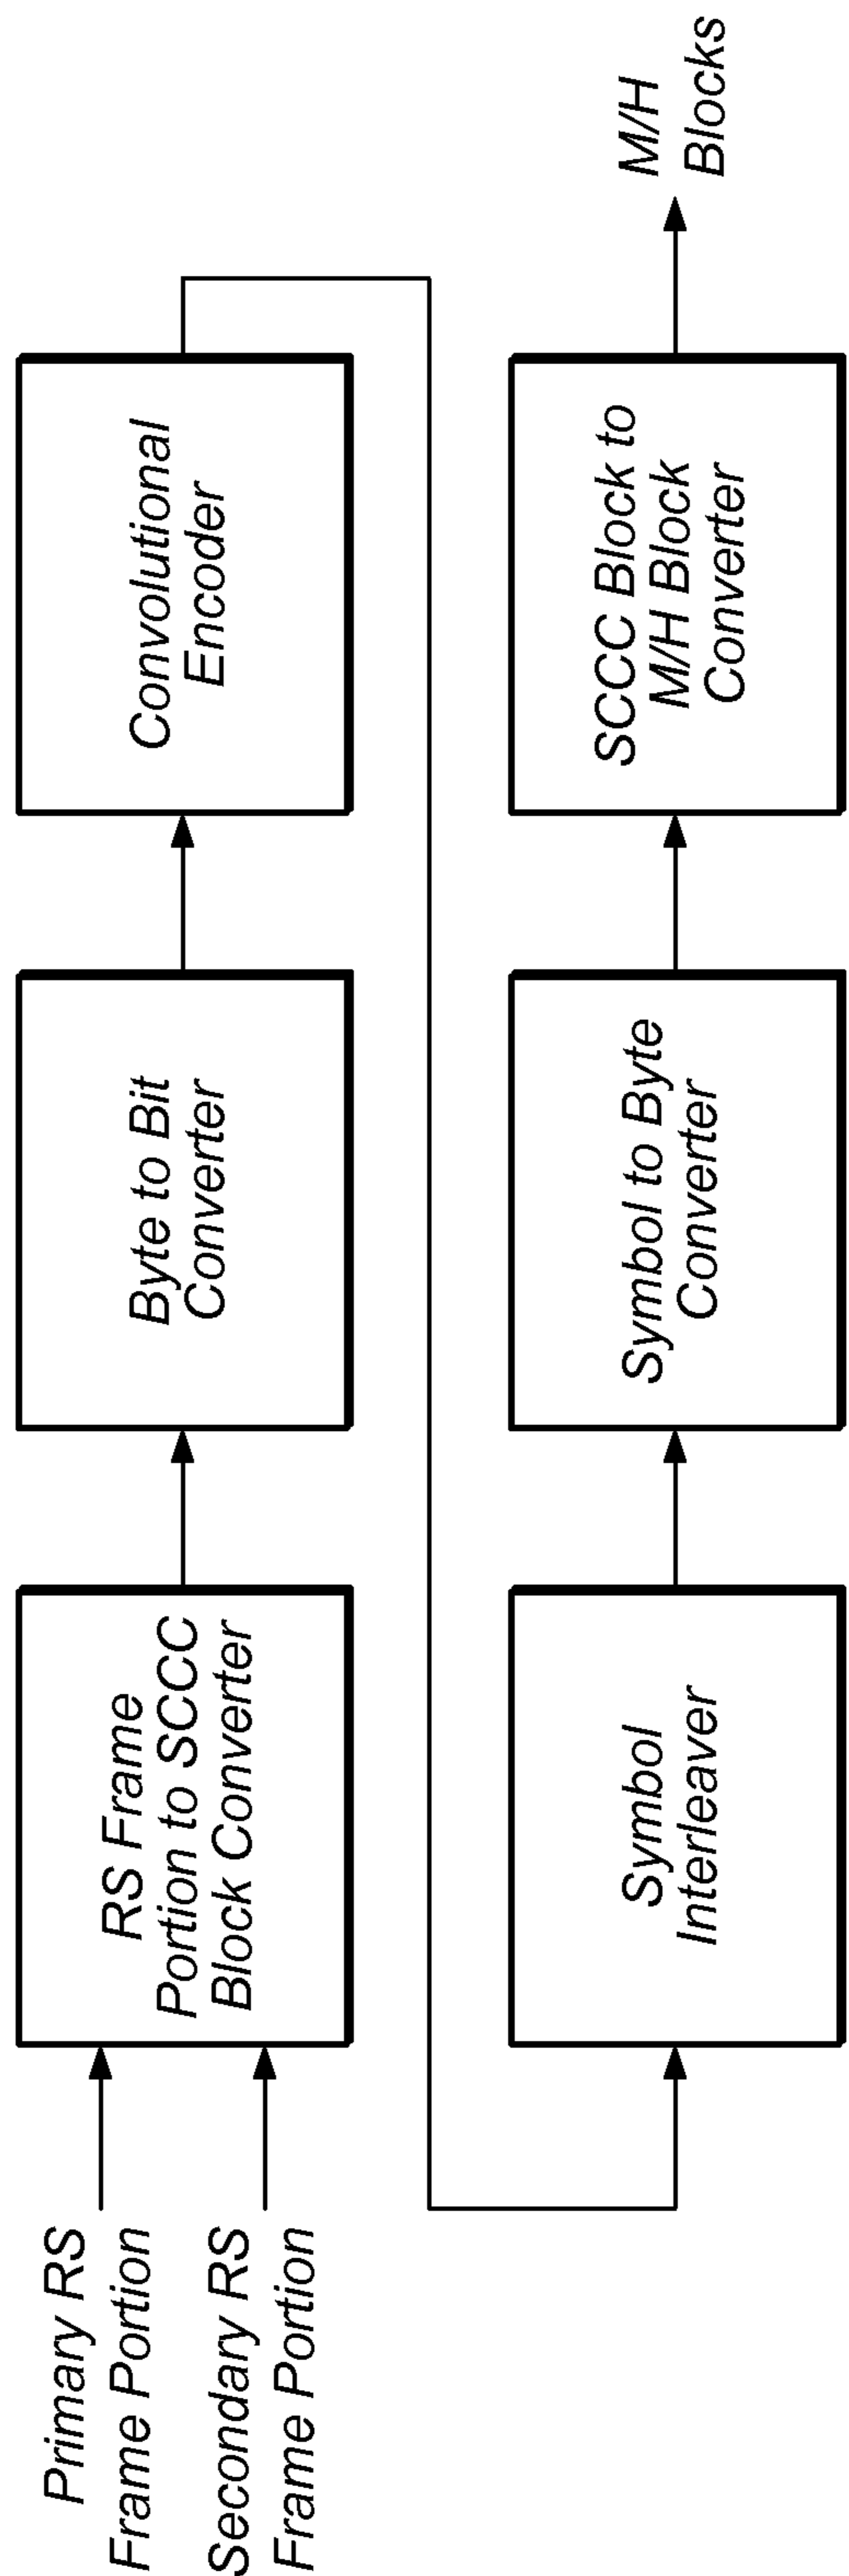 Primary RS
Frame Portion
Secondary RS
Frame Portion
RS Frame
Portion to SCCC
Block Converter
Byte to Bit
Converter
Convolutional
Encoder
Symbol
Interleaver
Symbol to Byte
Converter
SCCC Block to
M/H Block
Converter
M/H
Blocks